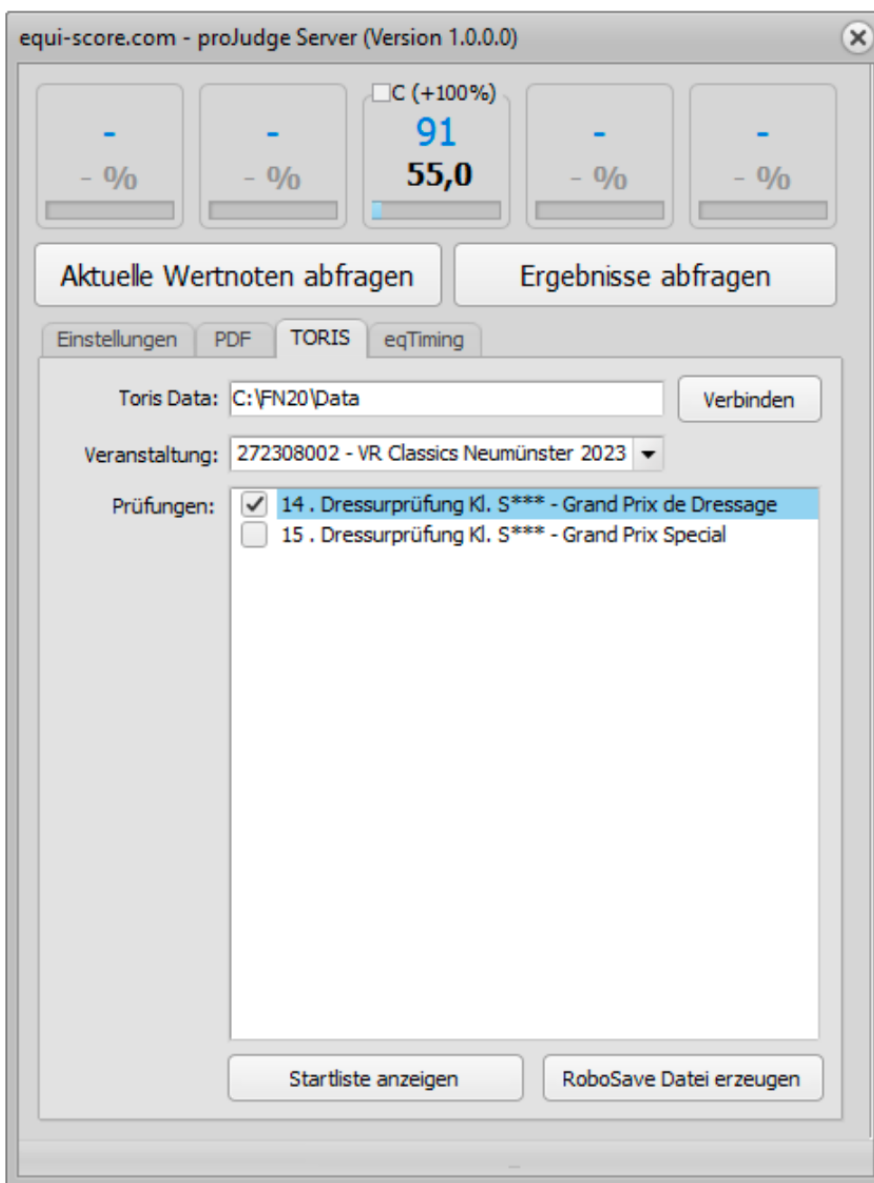 equi-score.com - proJudge Server (Version 1.0.0.0)
C (+100%)
- - 91 - -
- % - % 55,0 - % - %
Aktuelle Wertnoten abfragen Ergebnisse abfragen
Einstellungen PDF TORIS eqTiming
Toris Data: C:\FN20\Data Verbinden
Veranstaltung: 272308002 - VR Classics Neumünster 2023
Prüfungen: 14 . Dressurprüfung Kl. S*** - Grand Prix de Dressage
15 . Dressurprüfung Kl. S*** - Grand Prix Special
Startliste anzeigen RoboSave Datei erzeugen